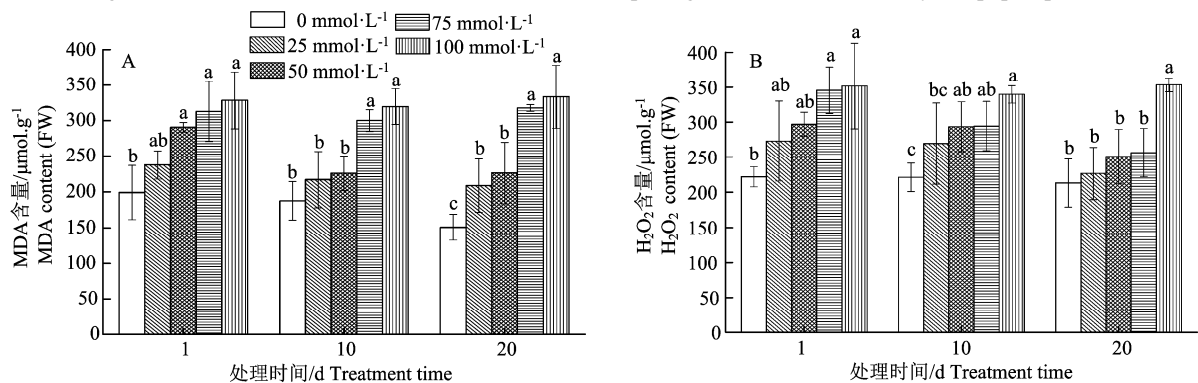 0 mmol·L-1
25 mmol·L-1
50 mmol·L-1
75 mmol·L-1
100 mmol·L-1
A
MDA含量/μmol.g-1
MDA content (FW)
400
350
300
250
200
150
100
50
0
b ab a a a
b b b a a
c b b a a
1 10 20
处理时间/d Treatment time
B
H2O2含量/μmol.g-1
H2O2 content (FW)
400
350
300
250
200
150
100
50
0
b ab ab a a
c bc ab ab a
b b b b a
1 10 20
处理时间/d Treatment time